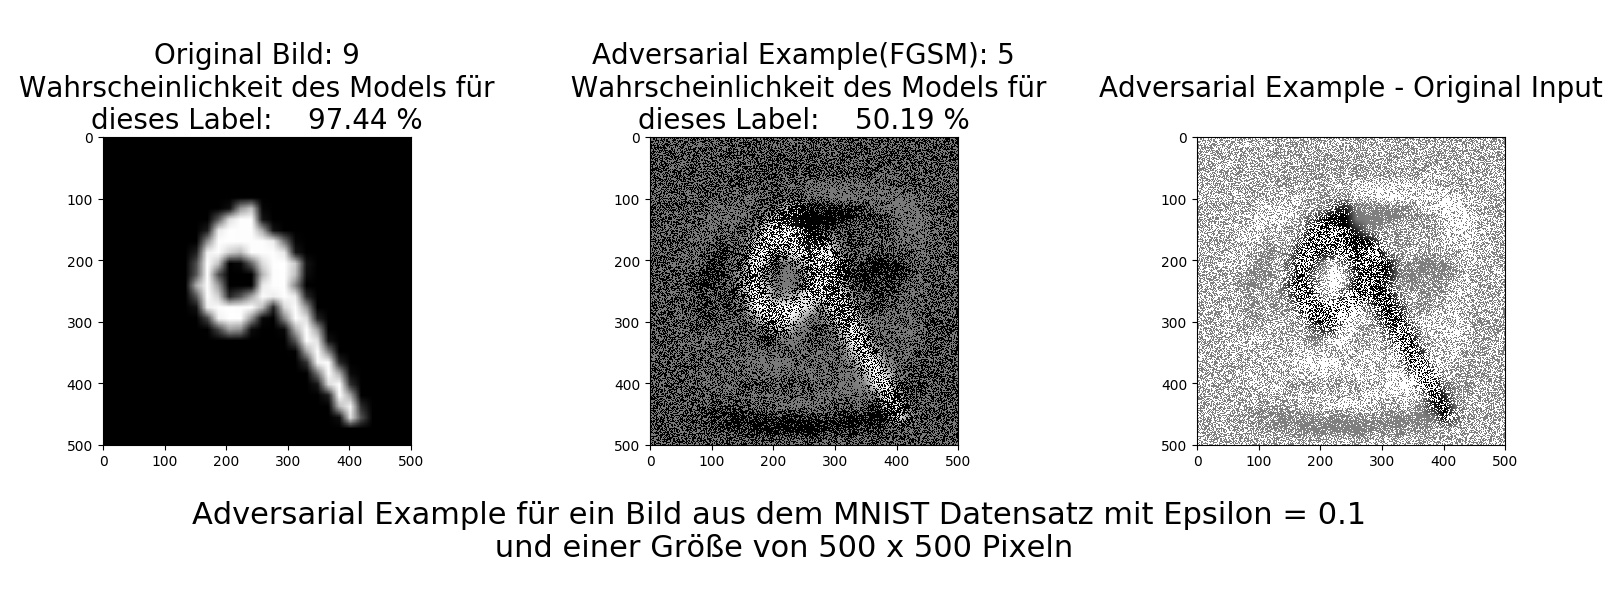 Original Bild: 9
Wahrscheinlichkeit des Models für
dieses Label: 97.44 %
0
100
200
300
400
500
0 100 200 300 400 500
Adversarial Example(FGSM): 5
Wahrscheinlichkeit des Models für
dieses Label: 50.19 %
0
100
200
300
400
500
0 100 200 300 400 500
Adversarial Example - Original Input
0
100
200
300
400
500
0 100 200 300 400 500
Adversarial Example für ein Bild aus dem MNIST Datensatz mit Epsilon = 0.1
und einer Größe von 500 x 500 Pixeln